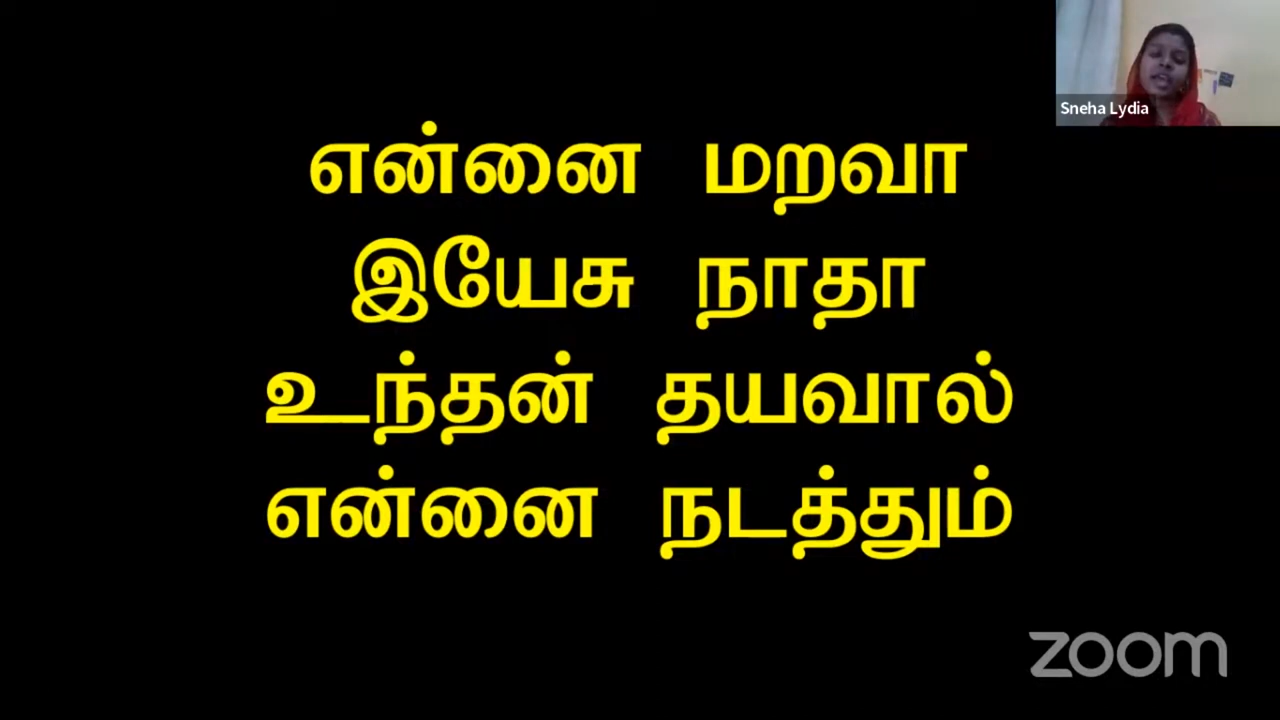 Sneha Lydia
என்னை மறவா
இயேசு நாதா
உந்தன் தயவால்
என்னை நடத்தும்
zoom